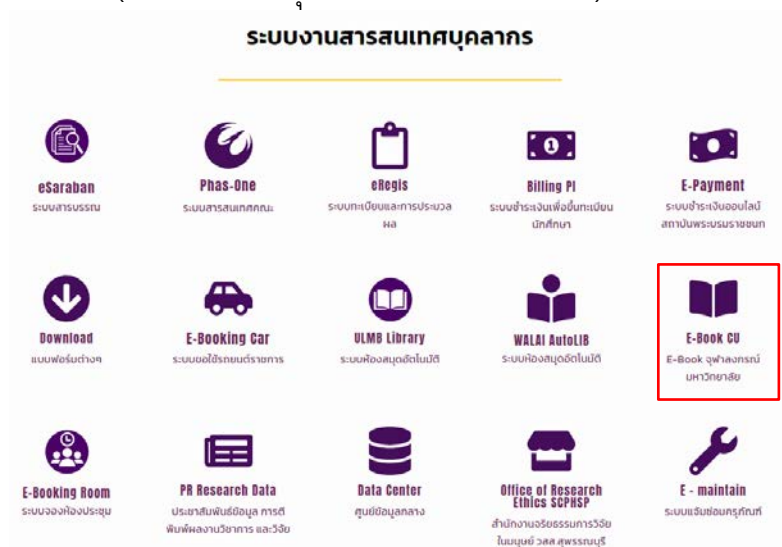 ระบบงานสารสนเทศบุคลากร
eSaraban
ระบบสารบรรณ
Phas-One
ระบบสารสนเทศคณะ
eRegis
ระบบทะเบียนและการประมวล
ผล
Billing PI
ระบบชำระเงินเพื่อขึ้นทะเบียน
นักศึกษา
E-Payment
ระบบชำระเงินออนไลน์
สถาบันพระบรมราชชนก
Download
แบบฟอร์มต่างๆ
E-Booking Car
ระบบขอใช้รถยนต์ราชการ
ULMB Library
ระบบห้องสมุดอัตโนมัติ
WALAI AutoLIB
ระบบห้องสมุดอัตโนมัติ
E-Book CU
E-Book จุฬาลงกรณ์
มหาวิทยาลัย
E-Booking Room
ระบบจองห้องประชุม
PR Research Data
ประชาสัมพันธ์ข้อมูล การตี
พิมพ์ผลงานวิชาการ และวิจัย
Data Center
ศูนย์ข้อมูลกลาง
Office of Research
Ethics SCPHSP
สำนักงานจริยธรรมการวิจัย
ในมนุษย์ วสส.สุพรรณบุรี
E - maintain
ระบบแจ้งซ่อมครุภัณฑ์